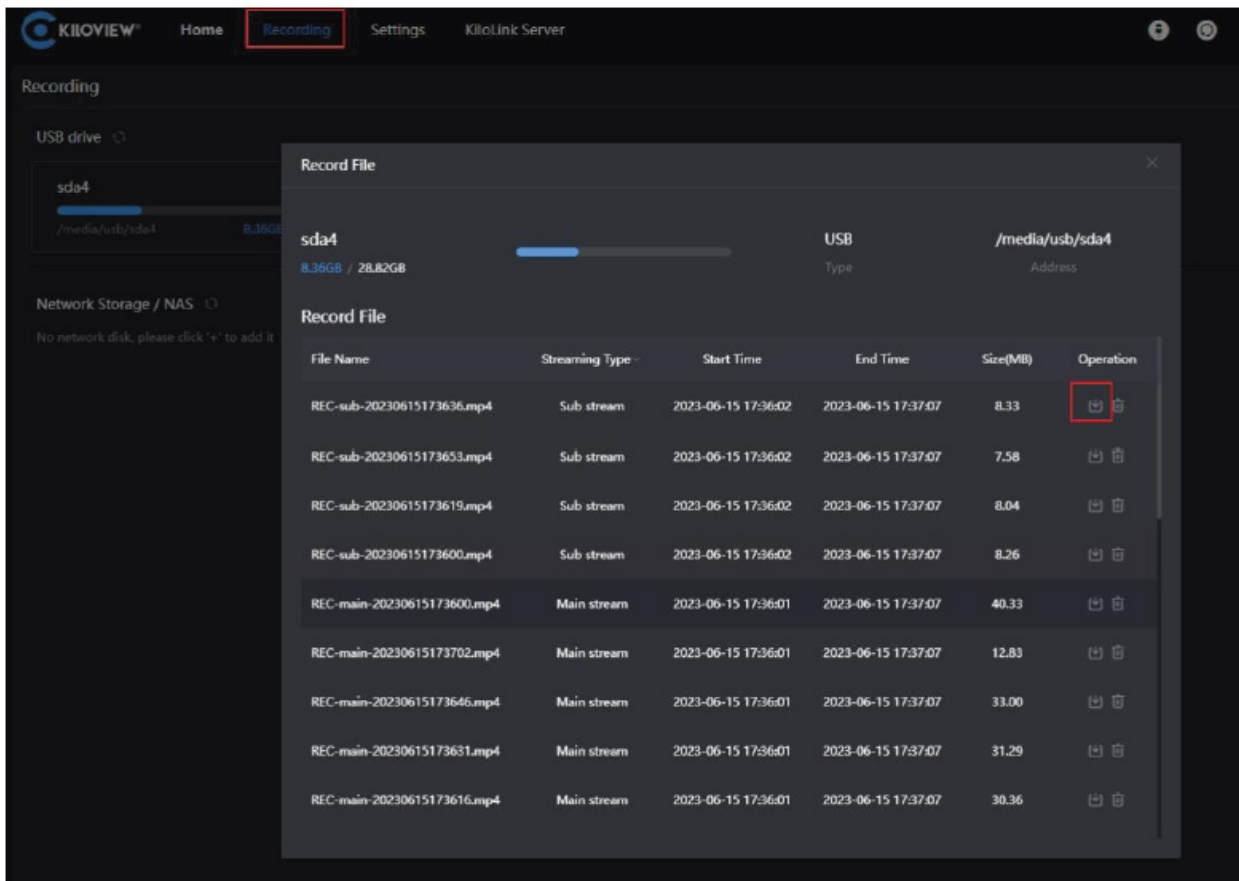 KILOVIEW® Home Recording Settings KiloLink Server
Recording
USB drive
sda4
/media/usb/sda4 8.36GB
Network Storage / NAS
No network disk, please click '+' to add it
Record File
sda4 USB /media/usb/sda4
8.36GB / 28.82GB Type Address
Record File
File Name Streaming Type Start Time End Time Size(MB) Operation
REC-sub-20230615173636.mp4 Sub stream 2023-06-15 17:36:02 2023-06-15 17:37:07 8.33
REC-sub-20230615173653.mp4 Sub stream 2023-06-15 17:36:02 2023-06-15 17:37:07 7.58
REC-sub-20230615173619.mp4 Sub stream 2023-06-15 17:36:02 2023-06-15 17:37:07 8.04
REC-sub-20230615173600.mp4 Sub stream 2023-06-15 17:36:02 2023-06-15 17:37:07 8.26
REC-main-20230615173600.mp4 Main stream 2023-06-15 17:36:01 2023-06-15 17:37:07 40.33
REC-main-20230615173702.mp4 Main stream 2023-06-15 17:36:01 2023-06-15 17:37:07 12.83
REC-main-20230615173646.mp4 Main stream 2023-06-15 17:36:01 2023-06-15 17:37:07 33.00
REC-main-20230615173631.mp4 Main stream 2023-06-15 17:36:01 2023-06-15 17:37:07 31.29
REC-main-20230615173616.mp4 Main stream 2023-06-15 17:36:01 2023-06-15 17:37:07 30.36